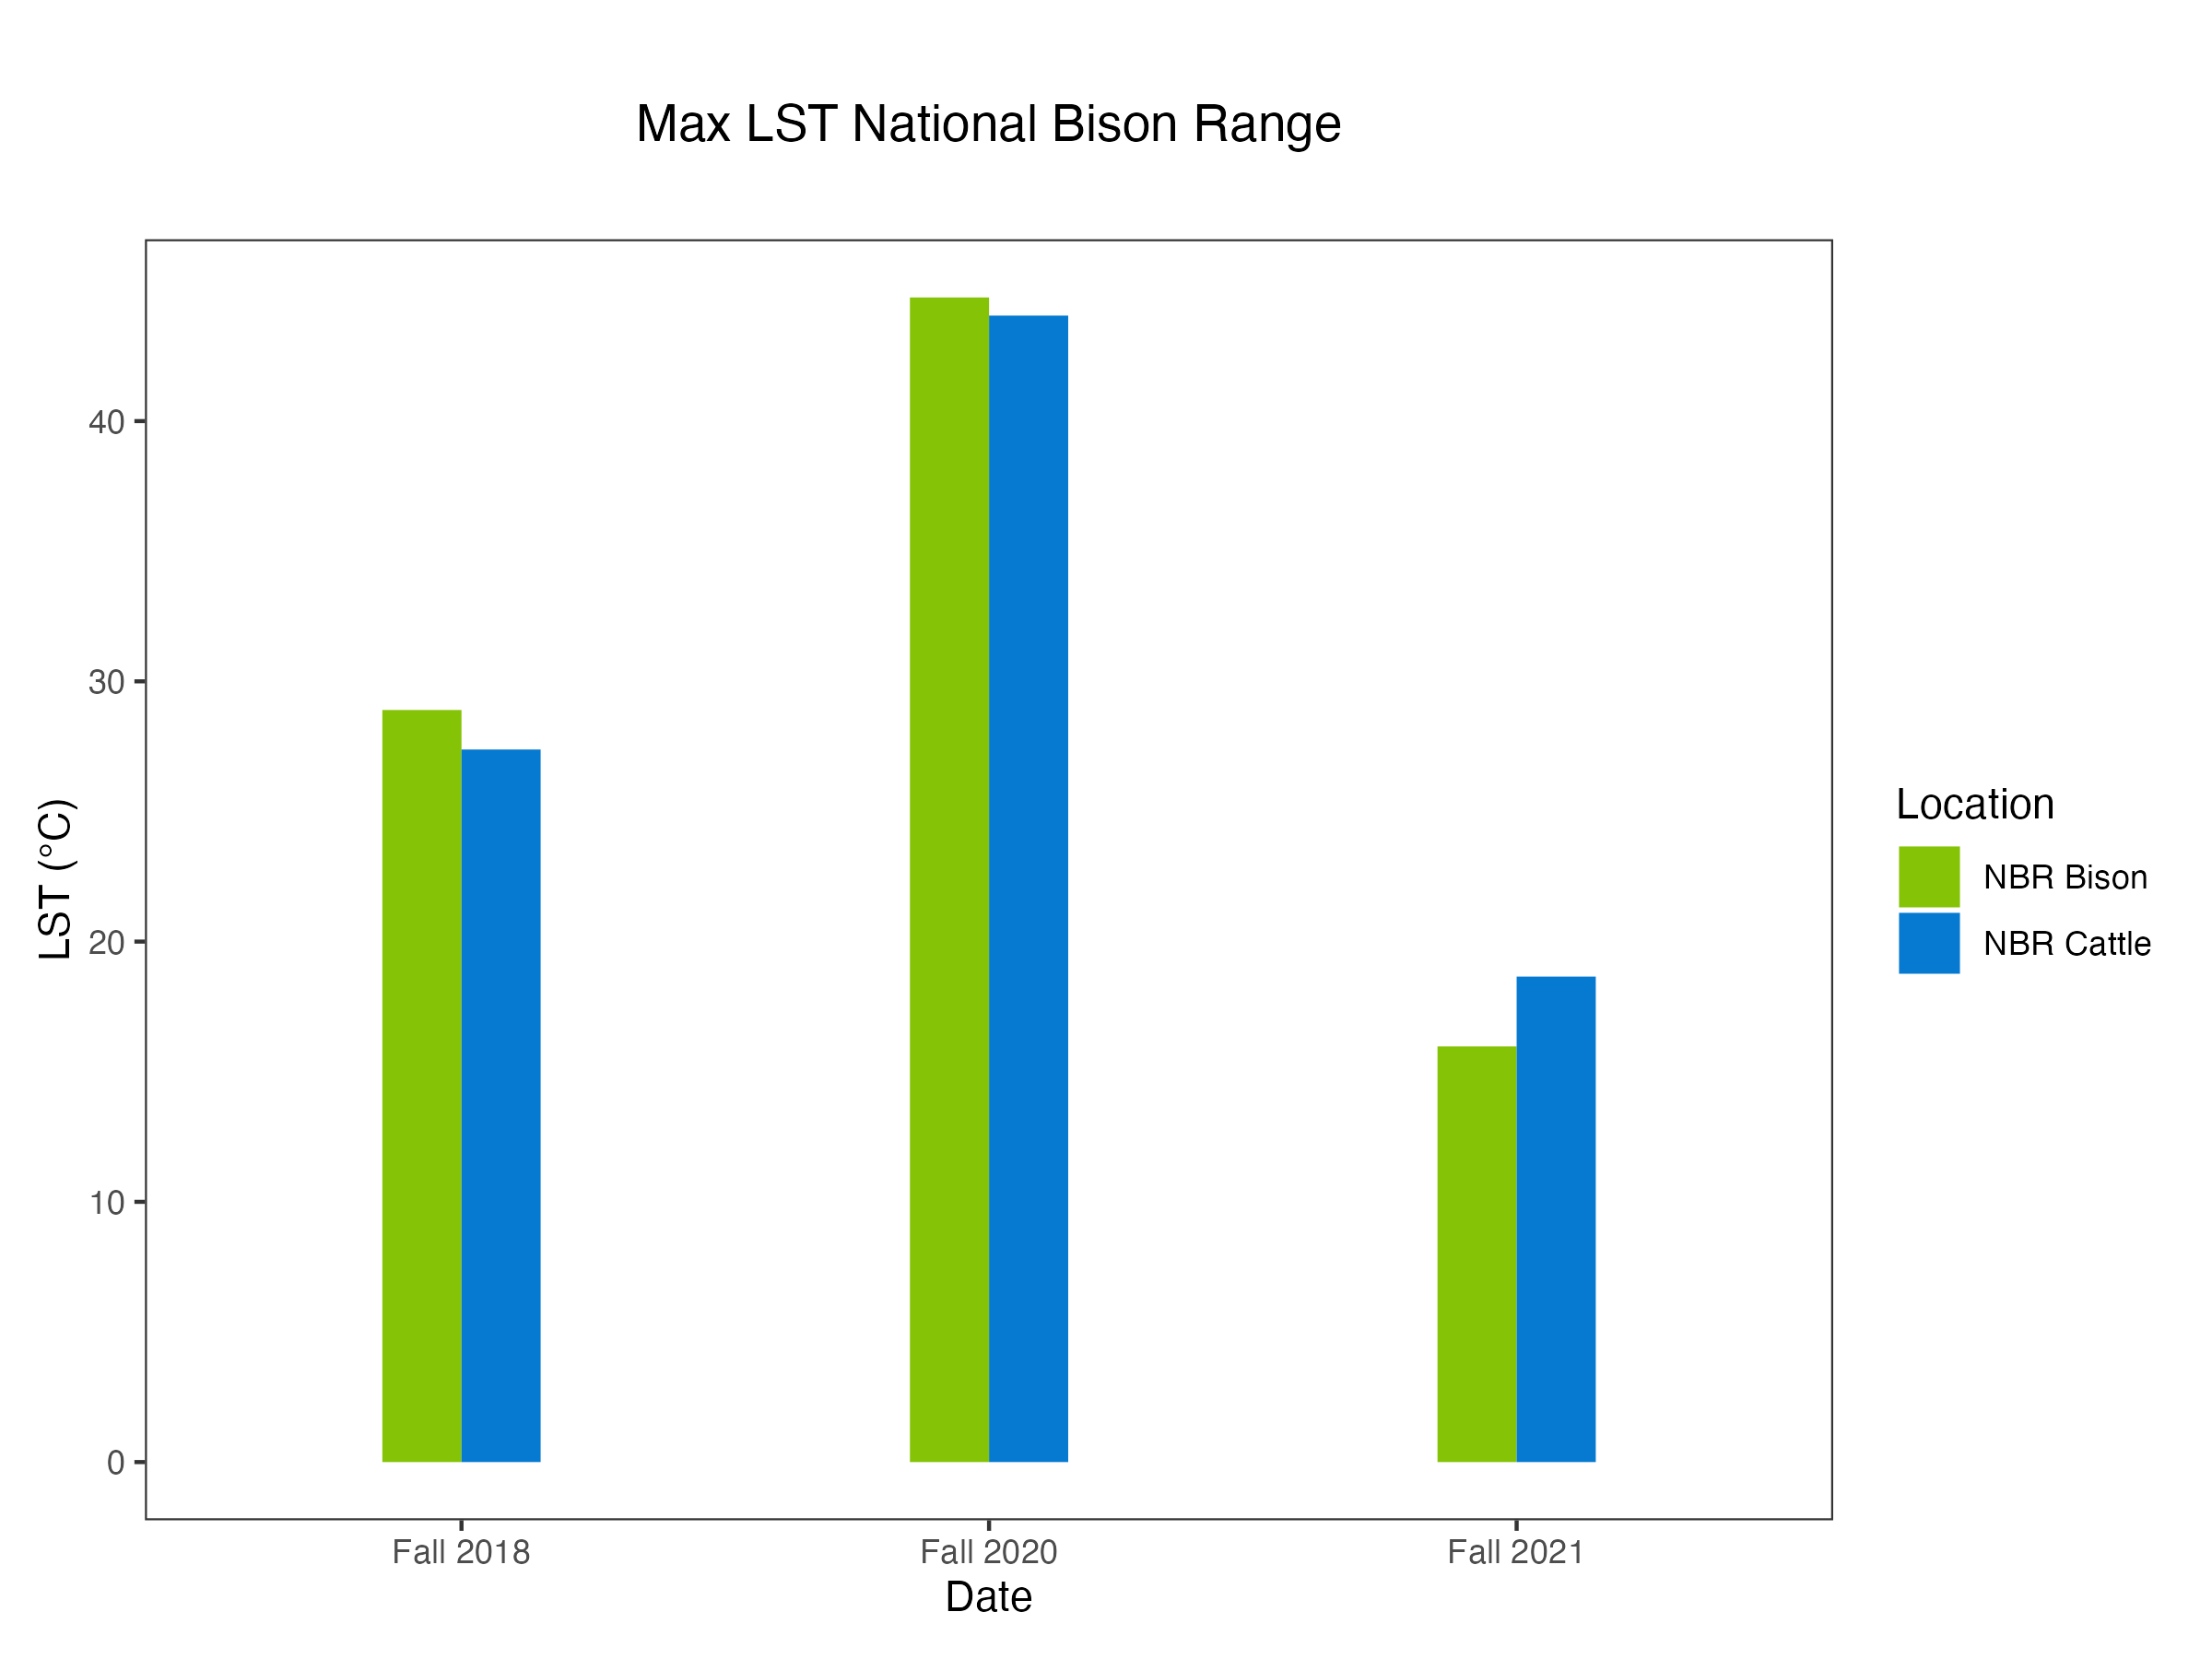 Max LST National Bison Range
LST (°C)
40
30
20
10
0
Fall 2018
Fall 2020
Fall 2021
Date
Location
NBR Bison
NBR Cattle